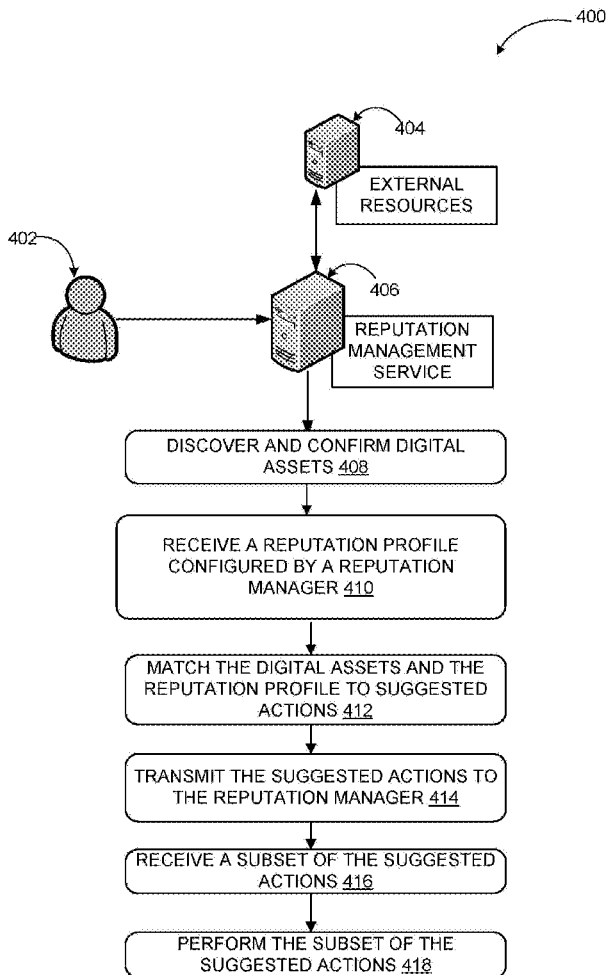 400
404
EXTERNAL
RESOURCES
402
406
REPUTATION
MANAGEMENT
SERVICE
DISCOVER AND CONFIRM DIGITAL
ASSETS 408
RECEIVE A REPUTATION PROFILE
CONFIGURED BY A REPUTATION
MANAGER 410
MATCH THE DIGITAL ASSETS AND THE
REPUTATION PROFILE TO SUGGESTED
ACTIONS 412
TRANSMIT THE SUGGESTED ACTIONS TO
THE REPUTATION MANAGER 414
RECEIVE A SUBSET OF THE SUGGESTED
ACTIONS 416
PERFORM THE SUBSET OF THE
SUGGESTED ACTIONS 418